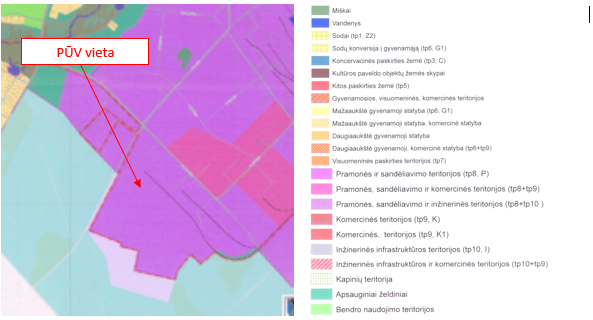 PŪV vieta
Miškai
Vandenys
Sodai (tp1, Z2)
Sodų konversija į gyvenamąją (tp6, G1)
Konservacinės paskirties žemė (tp3, C)
Kultūros paveldo objektų žemės skypai
Kitos paskirties žemė (tp5)
Gyvenamosios, visuomeninės, komercinės teritorijos
Mažaaukštė gyvenamoji statyba (tp6, G1)
Mažaaukštė gyvenamoji statyba, komercinė statyba
Daugiaaukštė gyvenamoji statyba
Daugiaaukštė gyvenamoji, komercinė statyba (tp6+tp9)
Visuomeninės paskirties teritorijos (tp7)
Pramonės ir sandėliavimo teritorijos (tp8, P)
Pramonės, sandėliavimo ir komercinės teritorijos (tp8+tp9)
Pramonės, sandėliavimo ir inžinerinės teritorijos (tp8+tp10 )
Komercinės teritorijos (tp9, K)
Komercinės, teritorijos (tp9, K1)
Inžinerinės infrastruktūros teritorijos (tp10, I)
Inžinerinės infrastruktūros ir komercinės teritorijos (tp10+tp9)
Kapinių teritorija
Apsauginiai želdiniai
Bendro naudojimo teritorijos